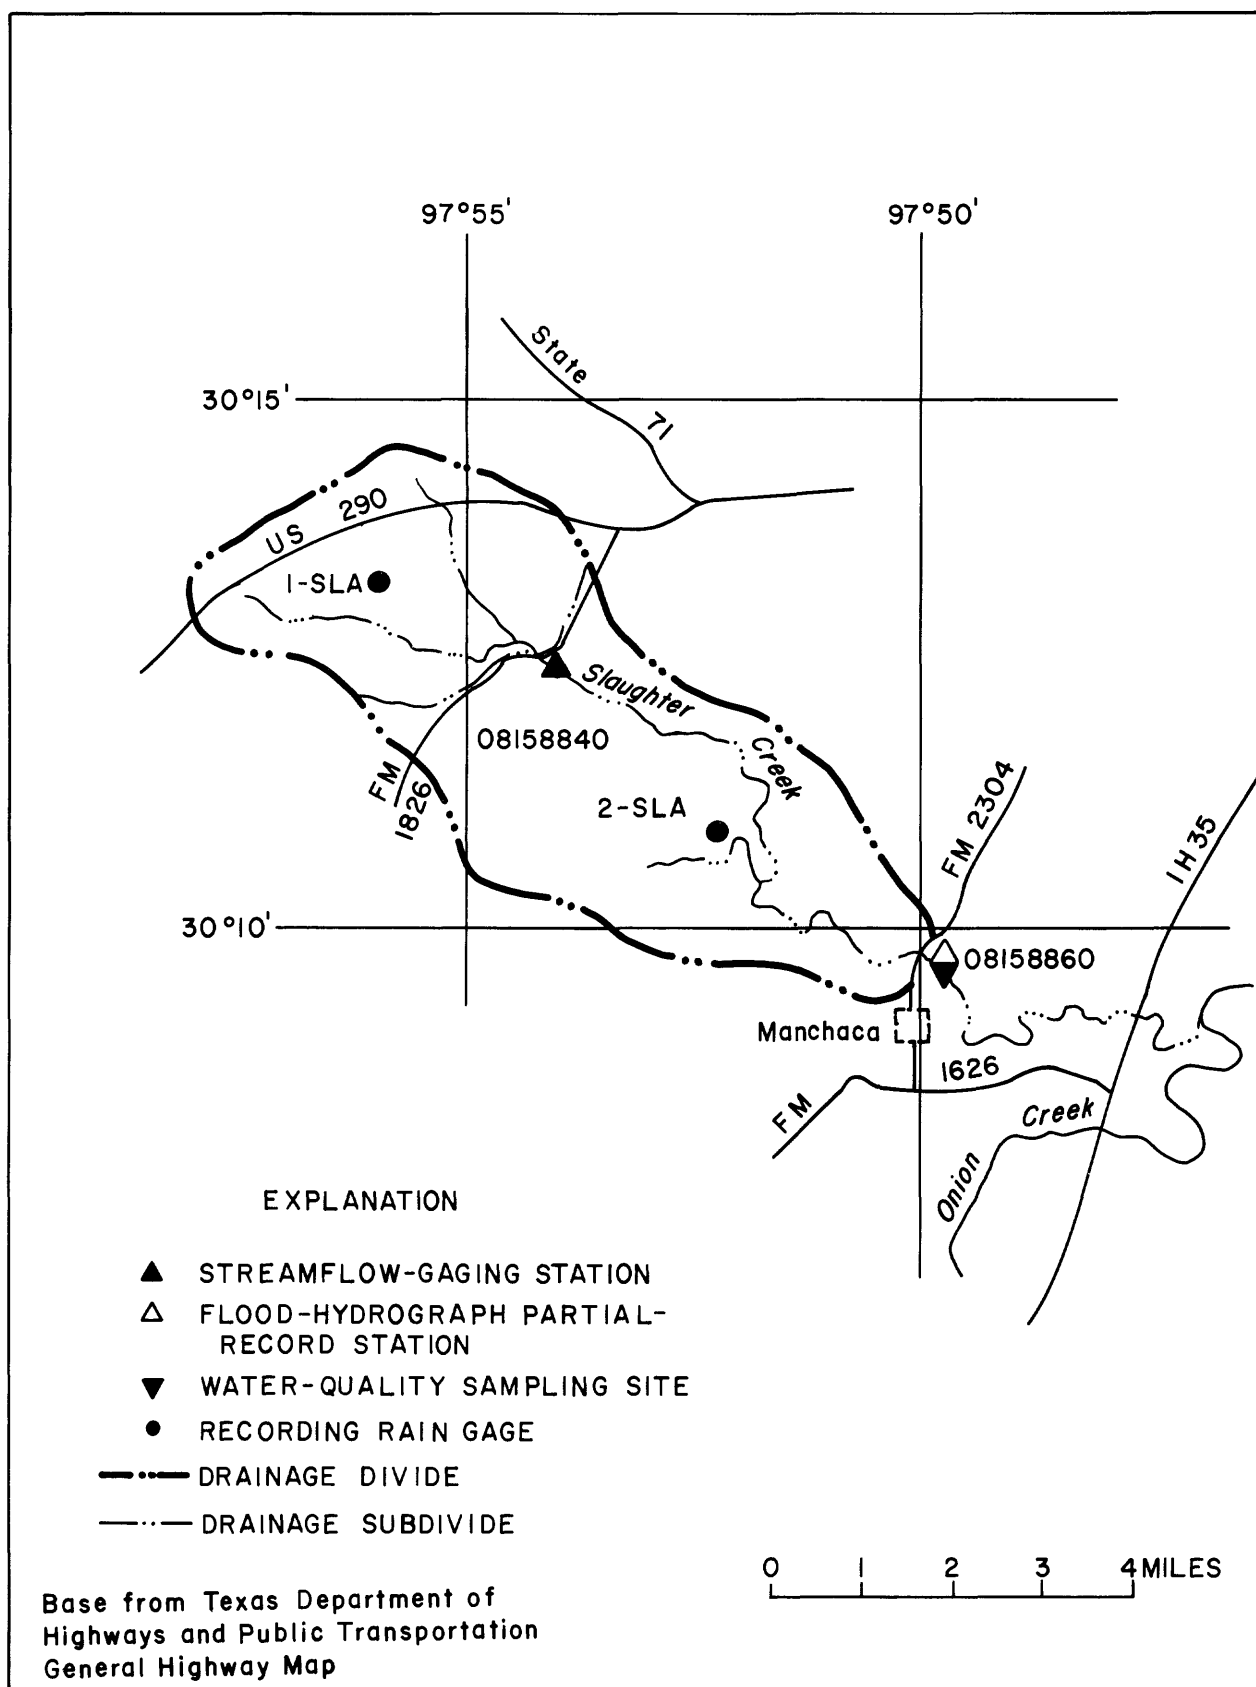 97°55'
97°50'
State
71
30°15'
US 290
1-SLA
Slaughter
Creek
08158840
FM
1826
2-SLA
FM 2304
IH 35
30°10'
08158860
Manchaca
1626
FM
Creek
Onion
EXPLANATION
STREAMFLOW-GAGING STATION
FLOOD-HYDROGRAPH PARTIAL-
RECORD STATION
WATER-QUALITY SAMPLING SITE
RECORDING RAIN GAGE
DRAINAGE DIVIDE
DRAINAGE SUBDIVIDE
0 1 2 3 4 MILES
Base from Texas Department of
Highways and Public Transportation
General Highway Map